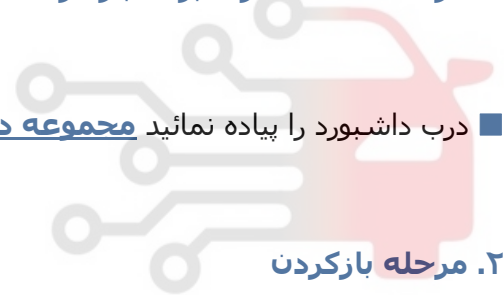 ■ درب داشبورد را پیاده نمائید مجموعه
۲. مرحله بازکردن